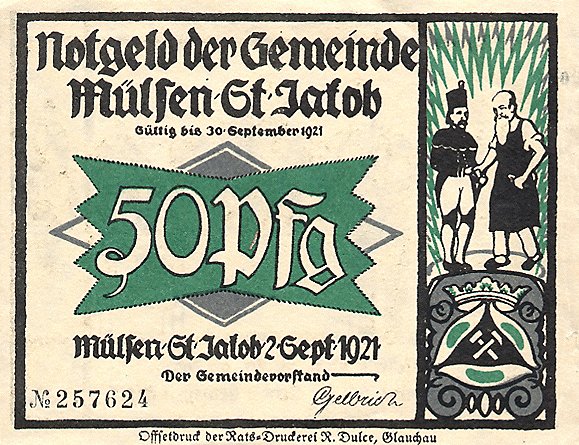 Notgeld der Gemeinde
Mülsen-St-Jakob
Gültig bis 30·September 1921
50 Pfg
Mülsen-St-Jakob·2·Sept·1921
Der Gemeindevorstand
Gelbrich
№ 257624
Offsetdruck der Rats-Druckerei R. Dulce, Glauchau